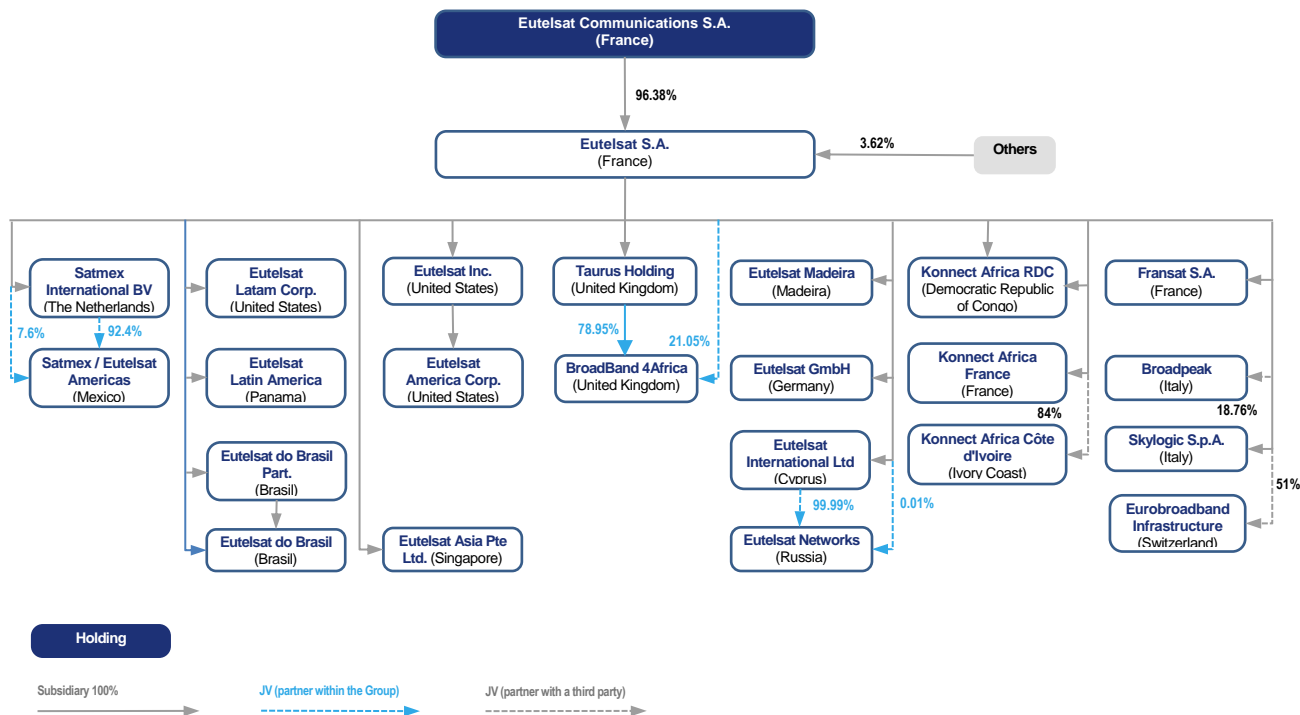 Eutelsat Communications S.A.
(France)
96.38%
Eutelsat S.A.
(France)
3.62%
Others
Satmex
International BV
(The Netherlands)
7.6%
92.4%
Satmex / Eutelsat
Americas
(Mexico)
Eutelsat
Latam Corp.
(United States)
Eutelsat
Latin America
(Panama)
Eutelsat do Brasil
Part.
(Brasil)
Eutelsat do Brasil
(Brasil)
Eutelsat Inc.
(United States)
Eutelsat
America Corp.
(United States)
Eutelsat Asia Pte
Ltd. (Singapore)
Taurus Holding
(United Kingdom)
78.95%
21.05%
BroadBand 4Africa
(United Kingdom)
Eutelsat Madeira
(Madeira)
Eutelsat GmbH
(Germany)
Eutelsat
International Ltd
(Cyprus)
99.99%
0.01%
Eutelsat Networks
(Russia)
Konnect Africa RDC
(Democratic Republic
of Congo)
Konnect Africa
France
(France)
84%
Konnect Africa Côte
d'Ivoire
(Ivory Coast)
Fransat S.A.
(France)
Broadpeak
(Italy)
18.76%
Skylogic S.p.A.
(Italy)
51%
Eurobroadband
Infrastructure
(Switzerland)
Holding
Subsidiary 100%
JV (partner within the Group)
JV (partner with a third party)